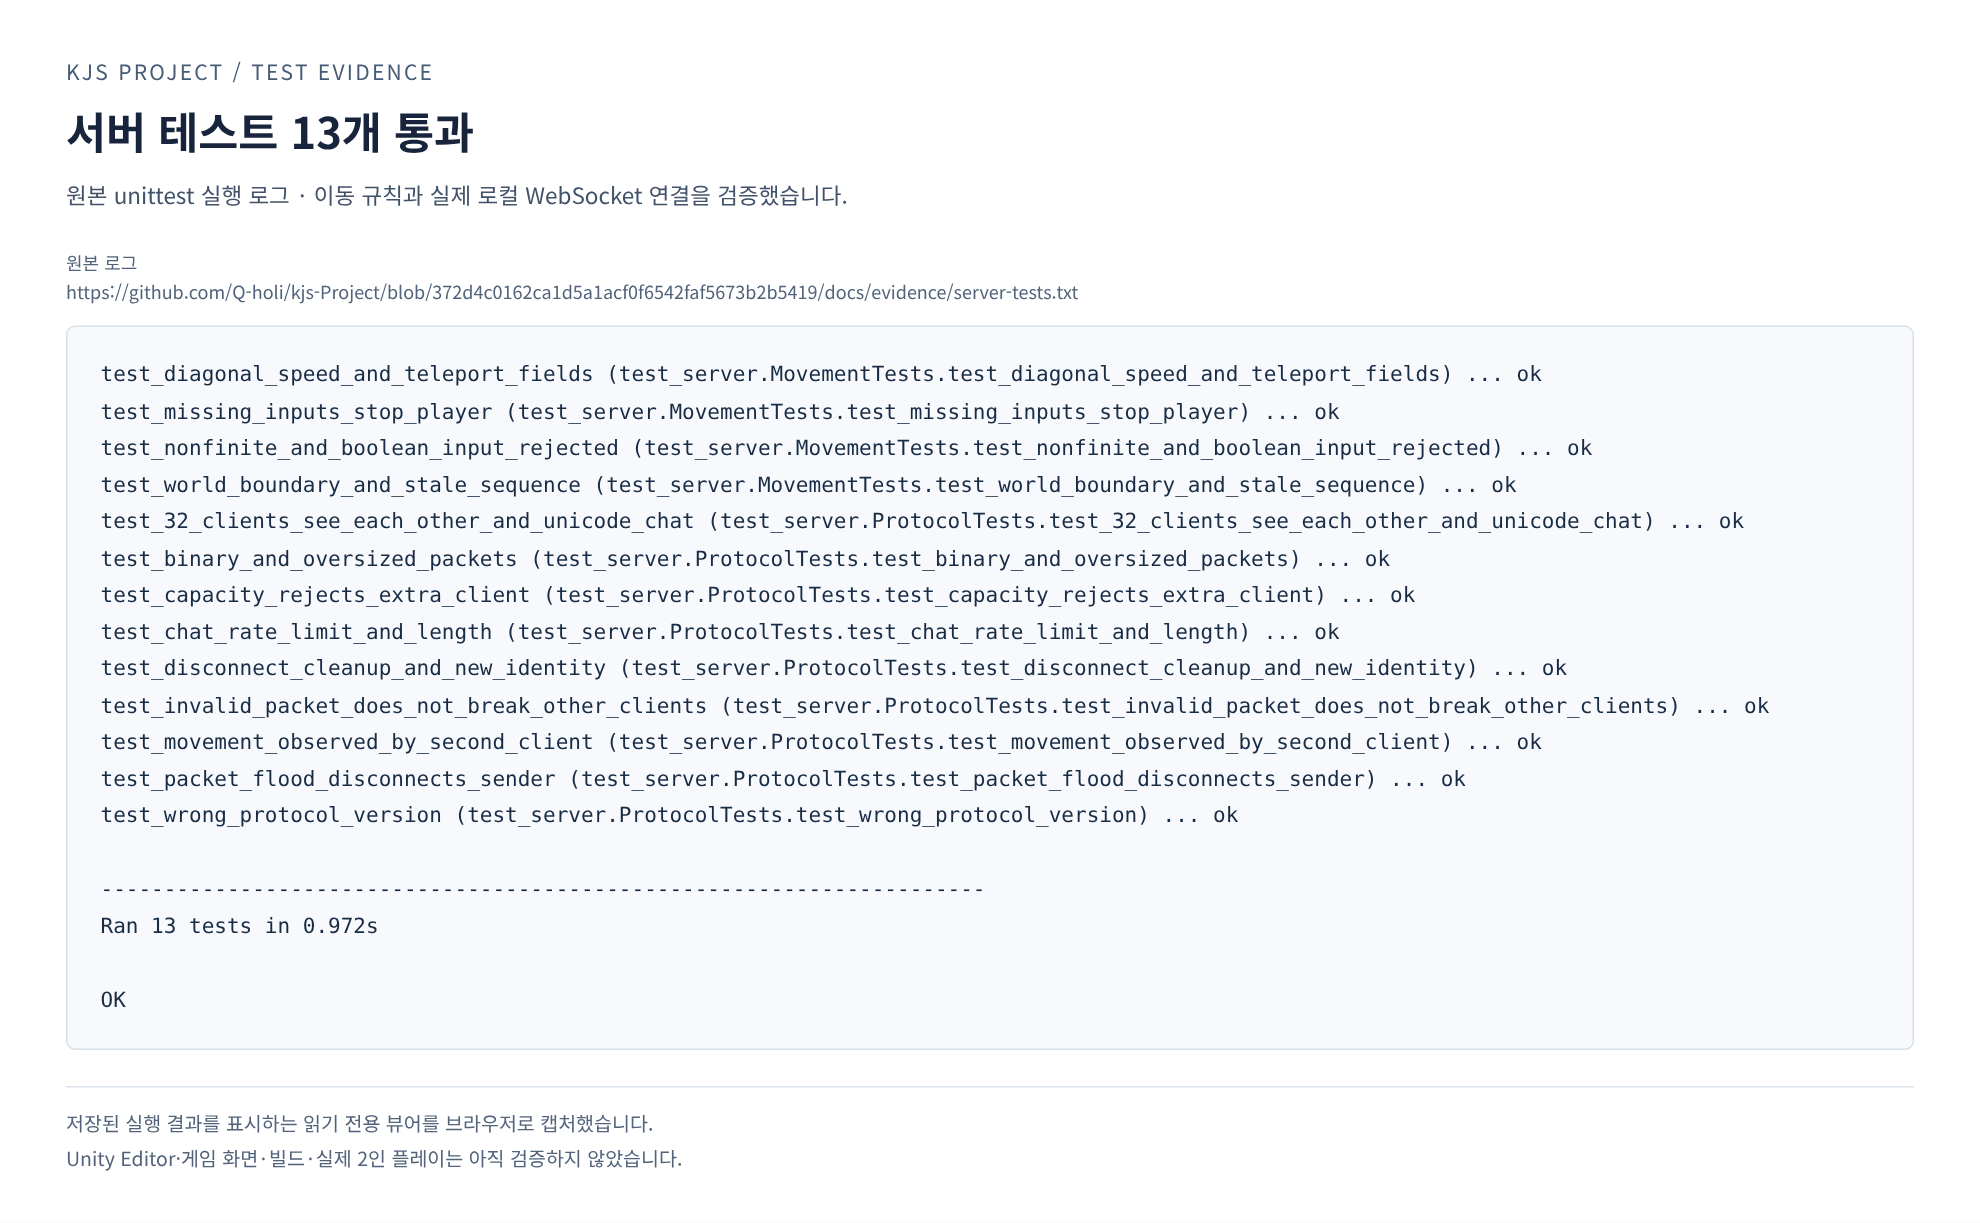 KJS PROJECT / TEST EVIDENCE
서버 테스트 13개 통과
원본 unittest 실행 로그 · 이동 규칙과 실제 로컬 WebSocket 연결을 검증했습니다.
원본 로그
https://github.com/Q-holi/kjs-Project/blob/372d4c0162ca1d5a1acf0f6542faf5673b2b5419/docs/evidence/server-tests.txt
test_diagonal_speed_and_teleport_fields (test_server.MovementTests.test_diagonal_speed_and_teleport_fields) ... ok
test_missing_inputs_stop_player (test_server.MovementTests.test_missing_inputs_stop_player) ... ok
test_nonfinite_and_boolean_input_rejected (test_server.MovementTests.test_nonfinite_and_boolean_input_rejected) ... ok
test_world_boundary_and_stale_sequence (test_server.MovementTests.test_world_boundary_and_stale_sequence) ... ok
test_32_clients_see_each_other_and_unicode_chat (test_server.ProtocolTests.test_32_clients_see_each_other_and_unicode_chat) ... ok
test_binary_and_oversized_packets (test_server.ProtocolTests.test_binary_and_oversized_packets) ... ok
test_capacity_rejects_extra_client (test_server.ProtocolTests.test_capacity_rejects_extra_client) ... ok
test_chat_rate_limit_and_length (test_server.ProtocolTests.test_chat_rate_limit_and_length) ... ok
test_disconnect_cleanup_and_new_identity (test_server.ProtocolTests.test_disconnect_cleanup_and_new_identity) ... ok
test_invalid_packet_does_not_break_other_clients (test_server.ProtocolTests.test_invalid_packet_does_not_break_other_clients) ... ok
test_movement_observed_by_second_client (test_server.ProtocolTests.test_movement_observed_by_second_client) ... ok
test_packet_flood_disconnects_sender (test_server.ProtocolTests.test_packet_flood_disconnects_sender) ... ok
test_wrong_protocol_version (test_server.ProtocolTests.test_wrong_protocol_version) ... ok
----------------------------------------------------------------------
Ran 13 tests in 0.972s
OK
저장된 실행 결과를 표시하는 읽기 전용 뷰어를 브라우저로 캡처했습니다.
Unity Editor·게임 화면·빌드·실제 2인 플레이는 아직 검증하지 않았습니다.